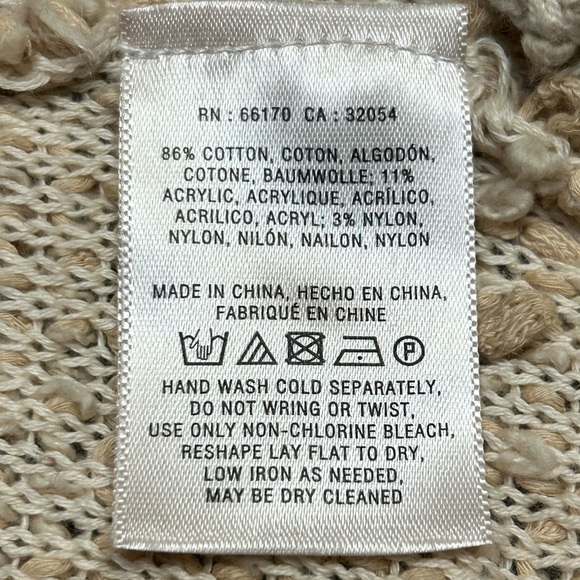 RN : 66170 CA : 32054
86% COTTON, COTON, ALGODÓN,
COTONE, BAUMWOLLE: 11%
ACRYLIC, ACRYLIQUE, ACRÍLICO,
ACRILICO, ACRYL; 3% NYLON,
NYLON, NILÓN, NAILON, NYLON
MADE IN CHINA, HECHO EN CHINA,
FABRIQUÉ EN CHINE
P
HAND WASH COLD SEPARATELY,
DO NOT WRING OR TWIST,
USE ONLY NON-CHLORINE BLEACH,
RESHAPE LAY FLAT TO DRY,
LOW IRON AS NEEDED,
MAY BE DRY CLEANED